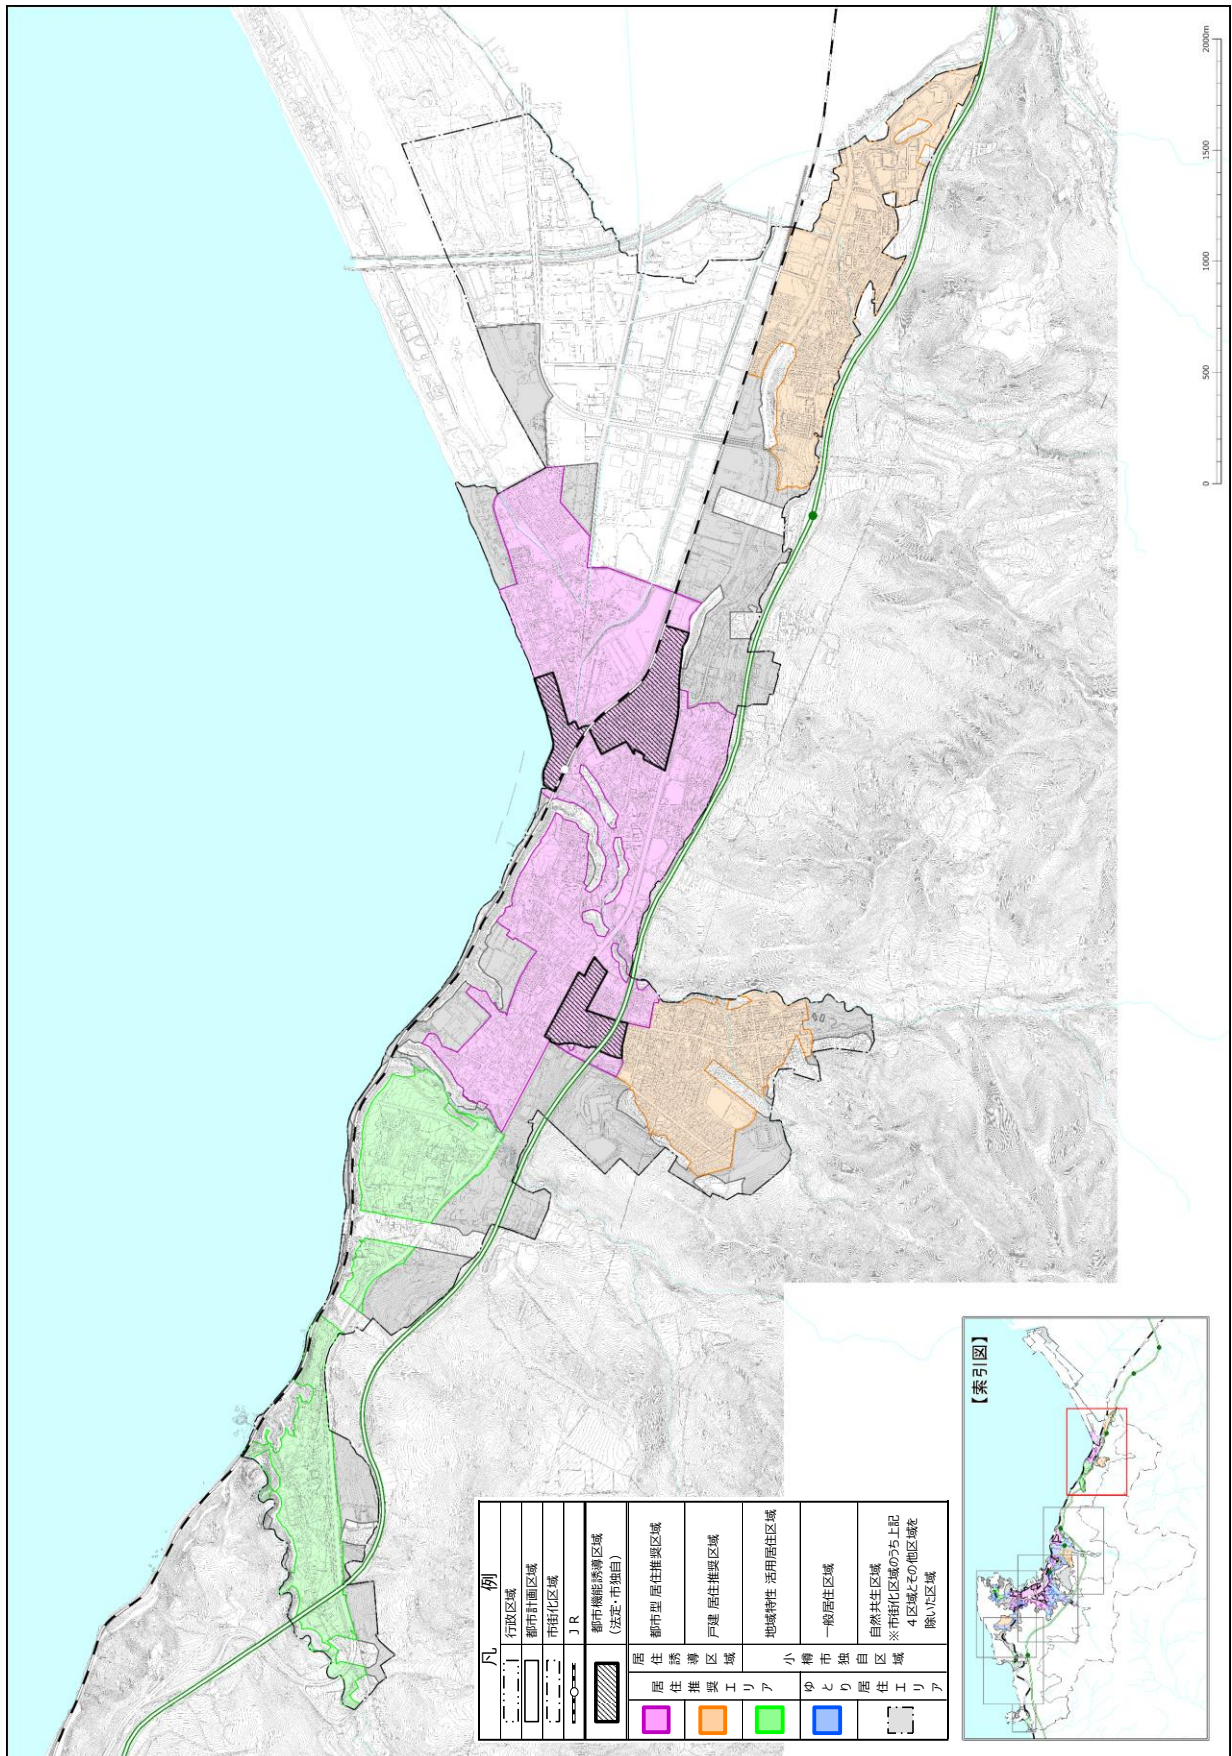 凡例
行政区域
都市計画区域
市街化区域
JR
都市機能誘導区域
(法定・市独自)
居住推奨エリア
居住誘導区域
都市型 居住推奨区域
戸建 居住推奨区域
小樽市独自区域
地域特性 活用居住区域
ゆとり居住エリア
一般居住区域
自然共生区域
※市街化区域のうち上記
4区域とその他区域を
除いた区域
【索引図】
0 500 1000 1500 2000m